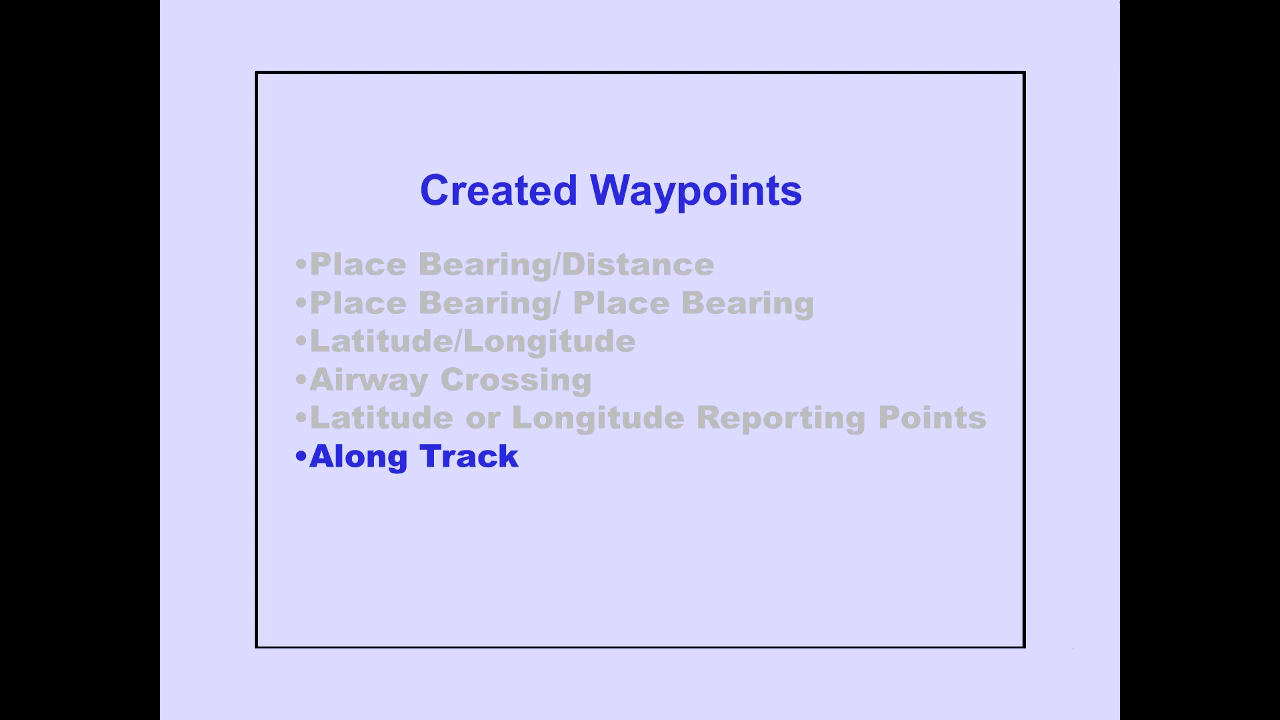 Created Waypoints
•Place Bearing/Distance
•Place Bearing/ Place Bearing
•Latitude/Longitude
•Airway Crossing
•Latitude or Longitude Reporting Points
•Along Track